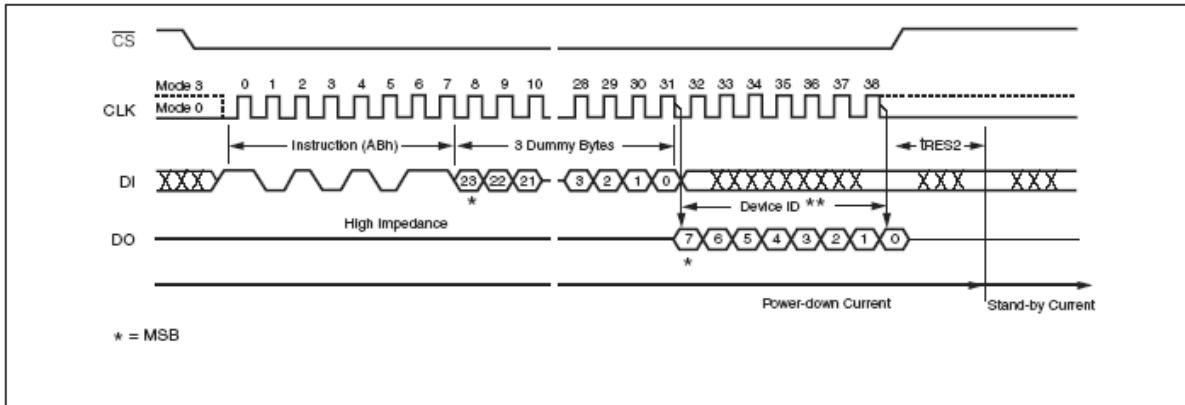 CS
Mode 3 0 1 2 3 4 5 6 7 8 9 10 28 29 30 31 32 33 34 35 36 37 38
CLK Mode 0
Instruction (ABh) 3 Dummy Bytes tRES2
DI 23 22 21 3 2 1 0
* Device ID **
High Impedance
DO 7 6 5 4 3 2 1 0
*
Power-down Current Stand-by Current
* = MSB